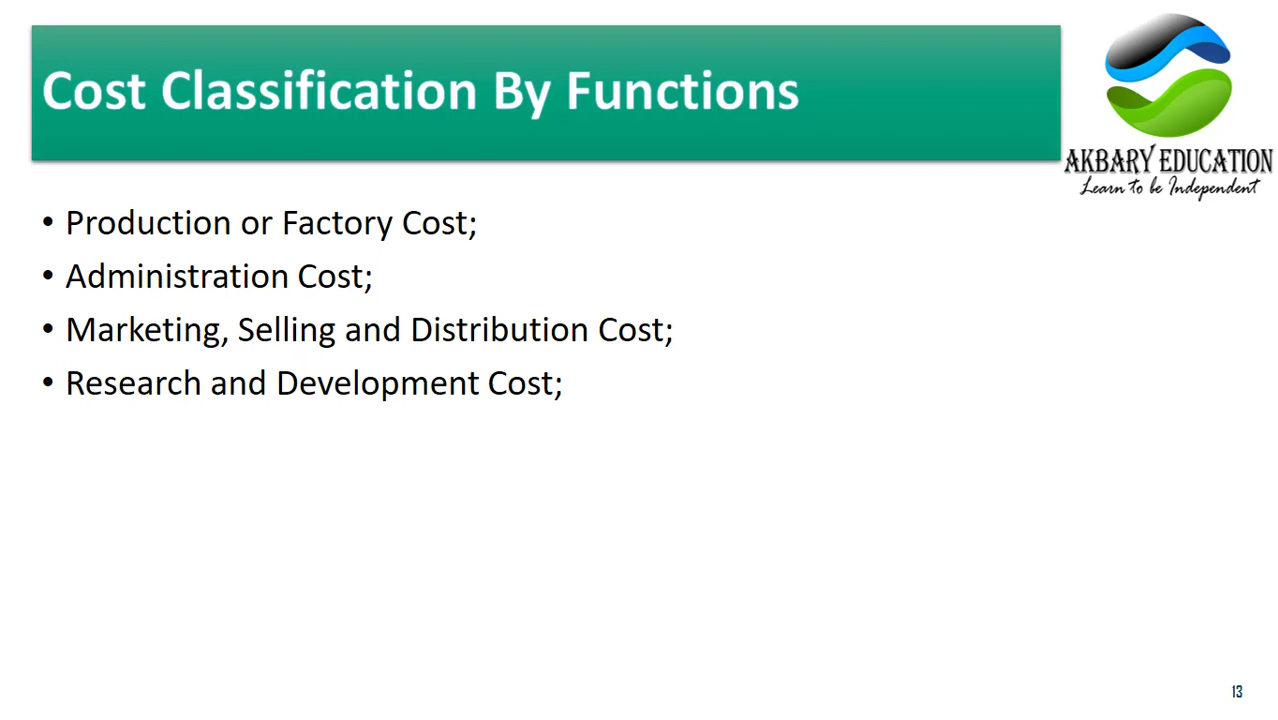 Cost Classification By Functions
AKBARY EDUCATION
Learn to be Independent
• Production or Factory Cost;
• Administration Cost;
• Marketing, Selling and Distribution Cost;
• Research and Development Cost;
13